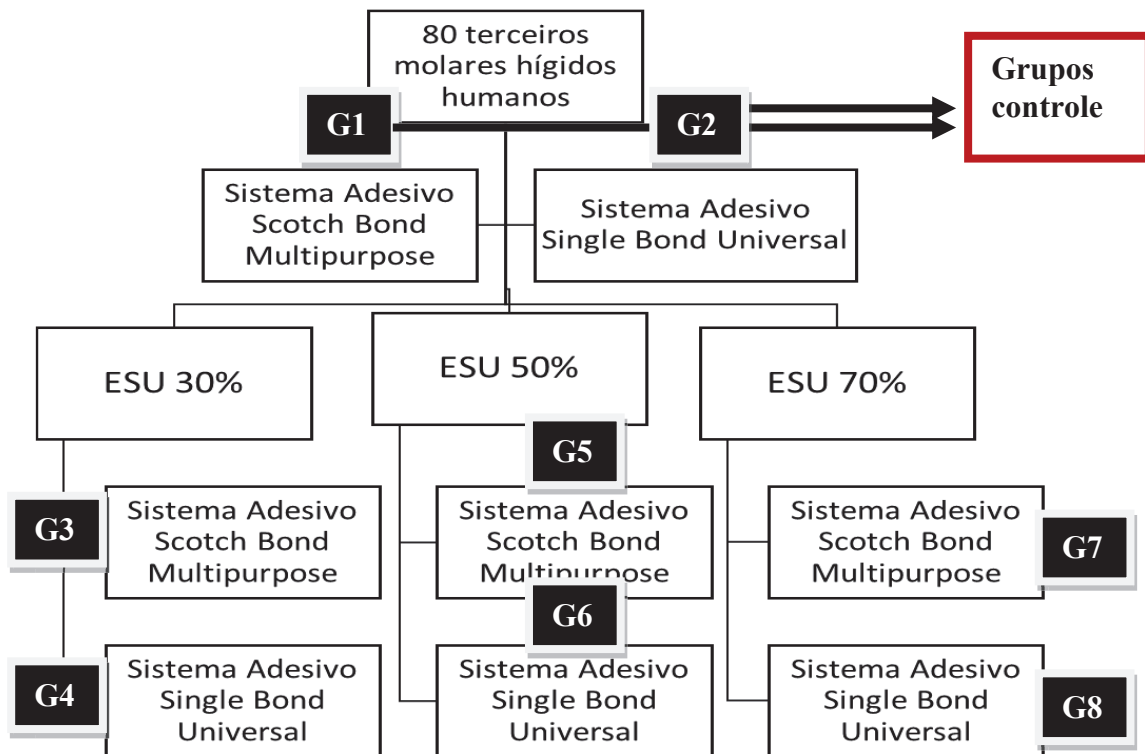 80 terceiros
molares hígidos
humanos
Grupos
controle
G1
G2
Sistema Adesivo
Scotch Bond
Multipurpose
Sistema Adesivo
Single Bond Universal
ESU 30%
ESU 50%
ESU 70%
G5
G3
Sistema Adesivo
Scotch Bond
Multipurpose
Sistema Adesivo
Scotch Bond
Multipurpose
Sistema Adesivo
Scotch Bond
Multipurpose
G7
G6
G4
Sistema Adesivo
Single Bond
Universal
Sistema Adesivo
Single Bond
Universal
Sistema Adesivo
Single Bond
Universal
G8